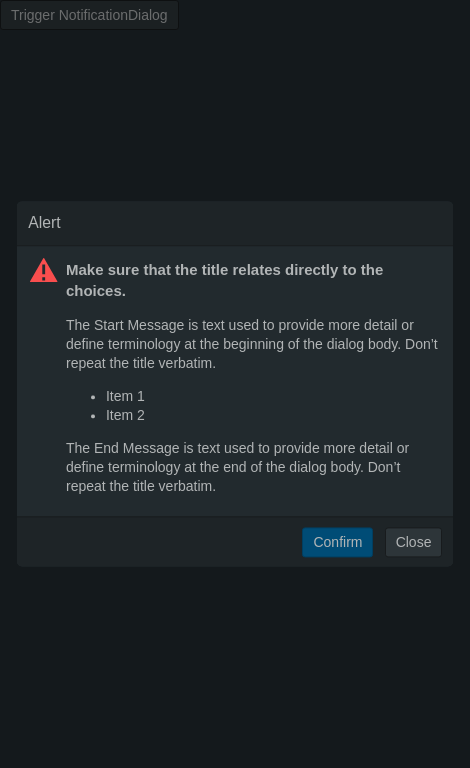 Trigger NotificationDialog
Alert
Make sure that the title relates directly to the
choices.
The Start Message is text used to provide more detail or
define terminology at the beginning of the dialog body. Don’t
repeat the title verbatim.
• Item 1
• Item 2
The End Message is text used to provide more detail or
define terminology at the end of the dialog body. Don’t
repeat the title verbatim.
Confirm Close